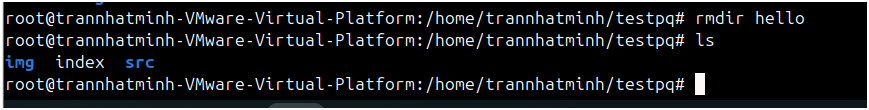 root@trannhatminh-VMware-Virtual-Platform:/home/trannhatminh/testpq# rmdir hello
root@trannhatminh-VMware-Virtual-Platform:/home/trannhatminh/testpq# ls
img  index  src
root@trannhatminh-VMware-Virtual-Platform:/home/trannhatminh/testpq#